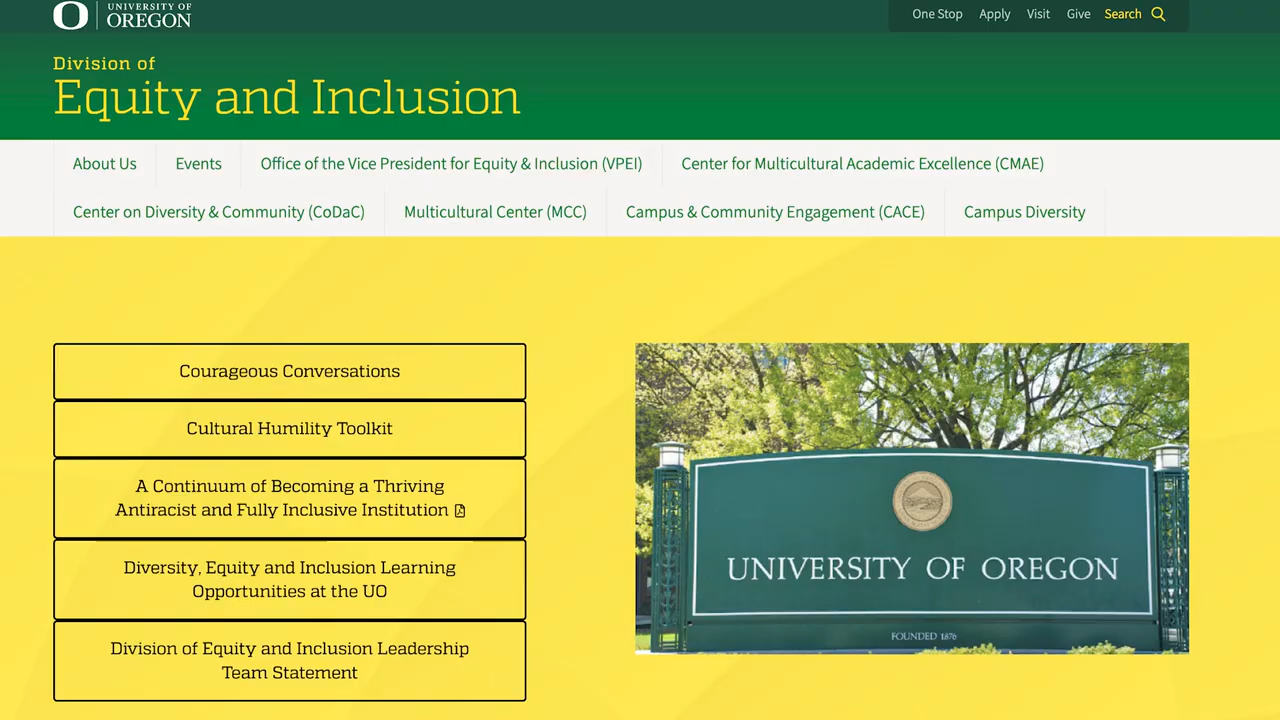 UNIVERSITY OF
OREGON
One Stop Apply Visit Give Search
Division of
Equity and Inclusion
About Us Events Office of the Vice President for Equity & Inclusion (VPEI) Center for Multicultural Academic Excellence (CMAE)
Center on Diversity & Community (CoDaC) Multicultural Center (MCC) Campus & Community Engagement (CACE) Campus Diversity
Courageous Conversations
Cultural Humility Toolkit
A Continuum of Becoming a Thriving
Antiracist and Fully Inclusive Institution
Diversity, Equity and Inclusion Learning
Opportunities at the UO
Division of Equity and Inclusion Leadership
Team Statement
UNIVERSITY OF OREGON
FOUNDED 1876